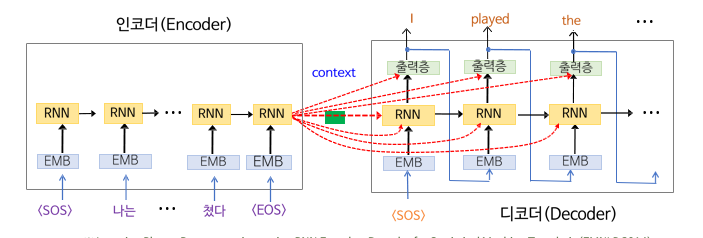 인코더(Encoder)
I played the ...
출력층 출력층 출력층
context
RNN RNN ... RNN RNN
RNN RNN RNN ...
EMB EMB EMB EMB
EMB EMB EMB
<SOS> 나는 ... 쳤다 <EOS>
<SOS>
디코더(Decoder)